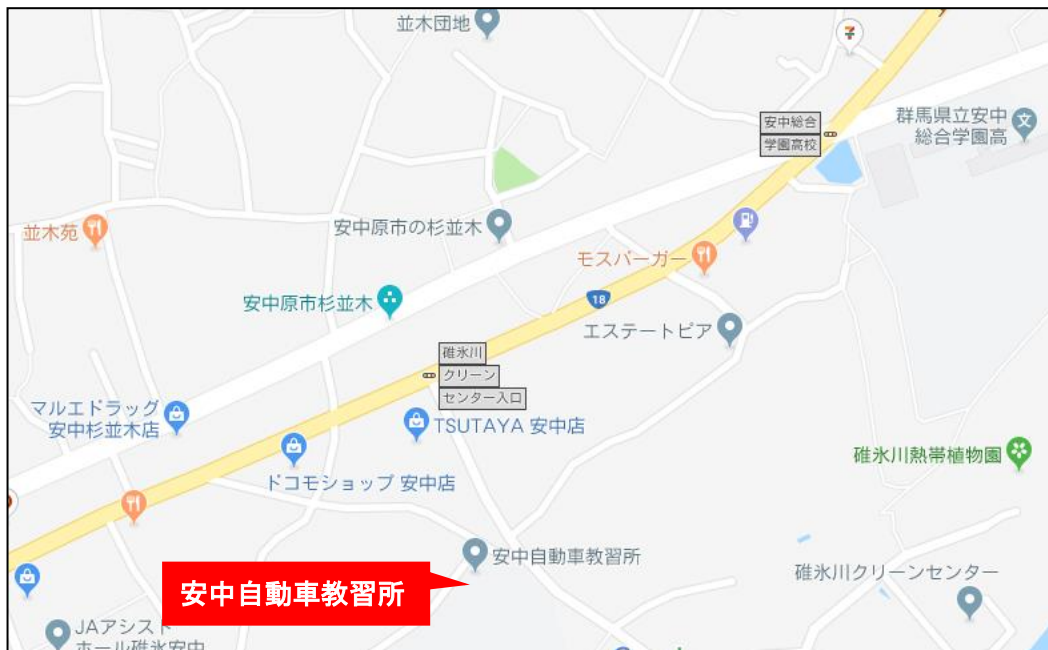 並木団地
安中総合
学園高校
群馬県立安中
総合学園高
並木苑
安中原市の杉並木
モスバーガー
安中原市杉並木
18
エステートピア
碓氷川
クリーン
センター入口
マルエドラッグ
安中杉並木店
TSUTAYA 安中店
ドコモショップ 安中店
碓氷川熱帯植物園
安中自動車教習所
安中自動車教習所
碓氷川クリーンセンター
JAアシスト
ホール碓氷安中